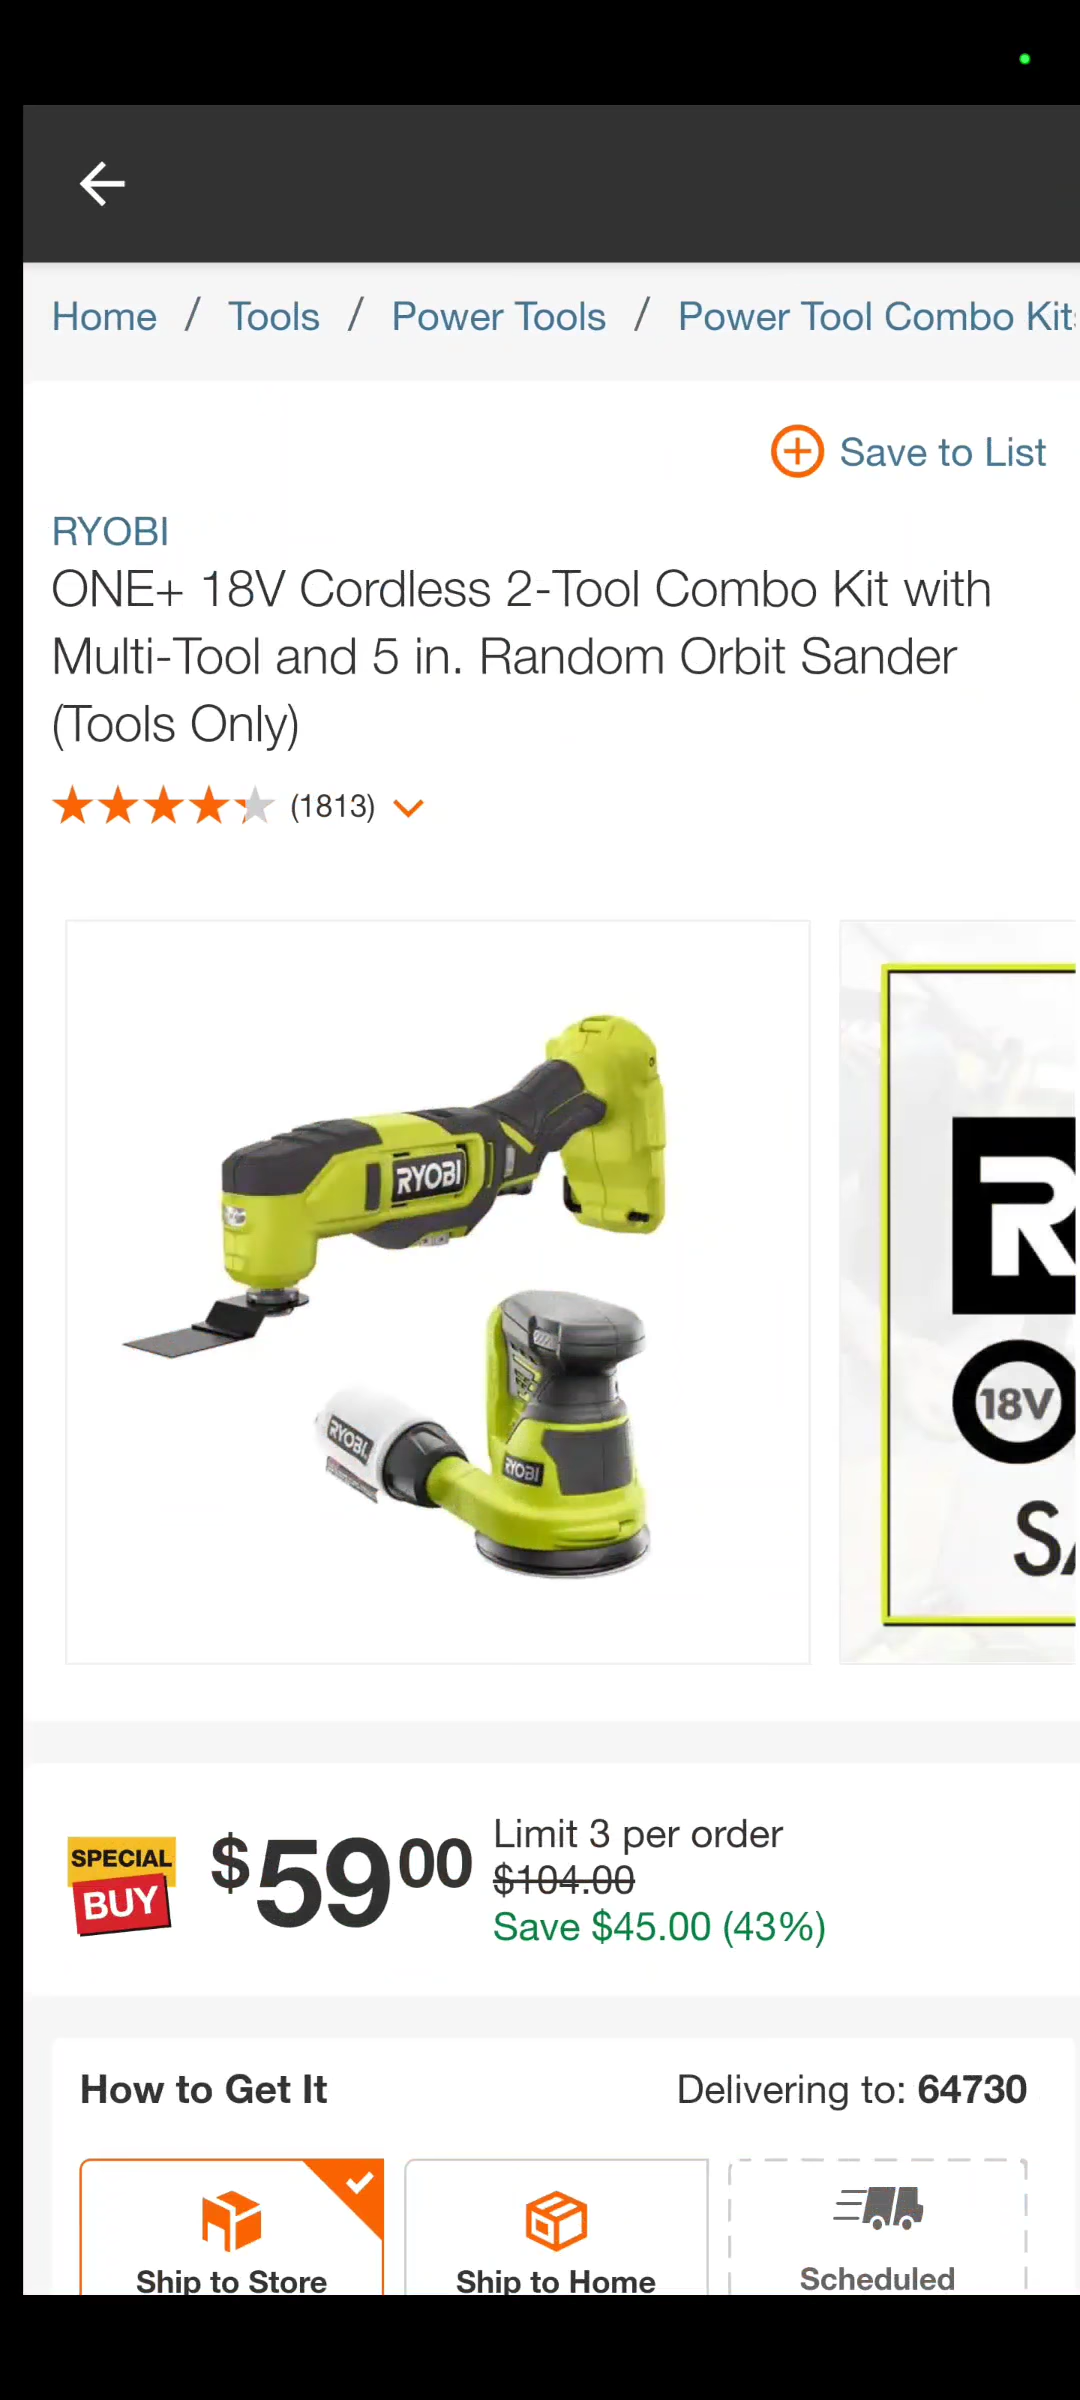 Home / Tools / Power Tools / Power Tool Combo Kit
Save to List
RYOBI
ONE+ 18V Cordless 2-Tool Combo Kit with
Multi-Tool and 5 in. Random Orbit Sander
(Tools Only)
(1813)
RYOBI
RYOBI
RYOBI
R
18V
SPECIAL
BUY
$59 00
Limit 3 per order
$104.00
Save $45.00 (43%)
How to Get It
Delivering to: 64730
Ship to Store
Ship to Home
Scheduled